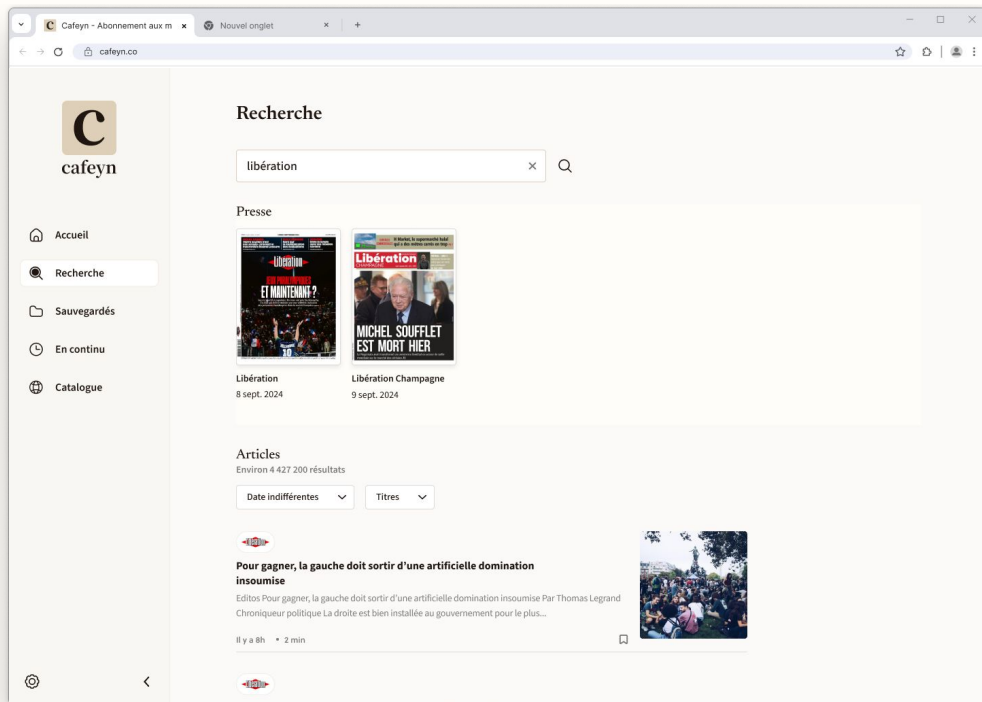 Cafeyn - Abonnement aux m
Nouvel onglet
cafeyn.co
C
cafeyn
Accueil
Recherche
Sauvegardés
En continu
Catalogue
Recherche
libération
Presse
Libération
ET MAINTENANT?
10
Libération
CHAMPAGNE
MICHEL SOUFFLET
EST MORT HIER
Libération
8 sept. 2024
Libération Champagne
9 sept. 2024
Articles
Environ 4 427 200 résultats
Date indifférentes
Titres
Pour gagner, la gauche doit sortir d’une artificielle domination
insoumise
Editos Pour gagner, la gauche doit sortir d’une artificielle domination insoumise Par Thomas Legrand
Chroniqueur politique La droite est bien installée au gouvernement pour le plus...
Il y a 8h • 2 min